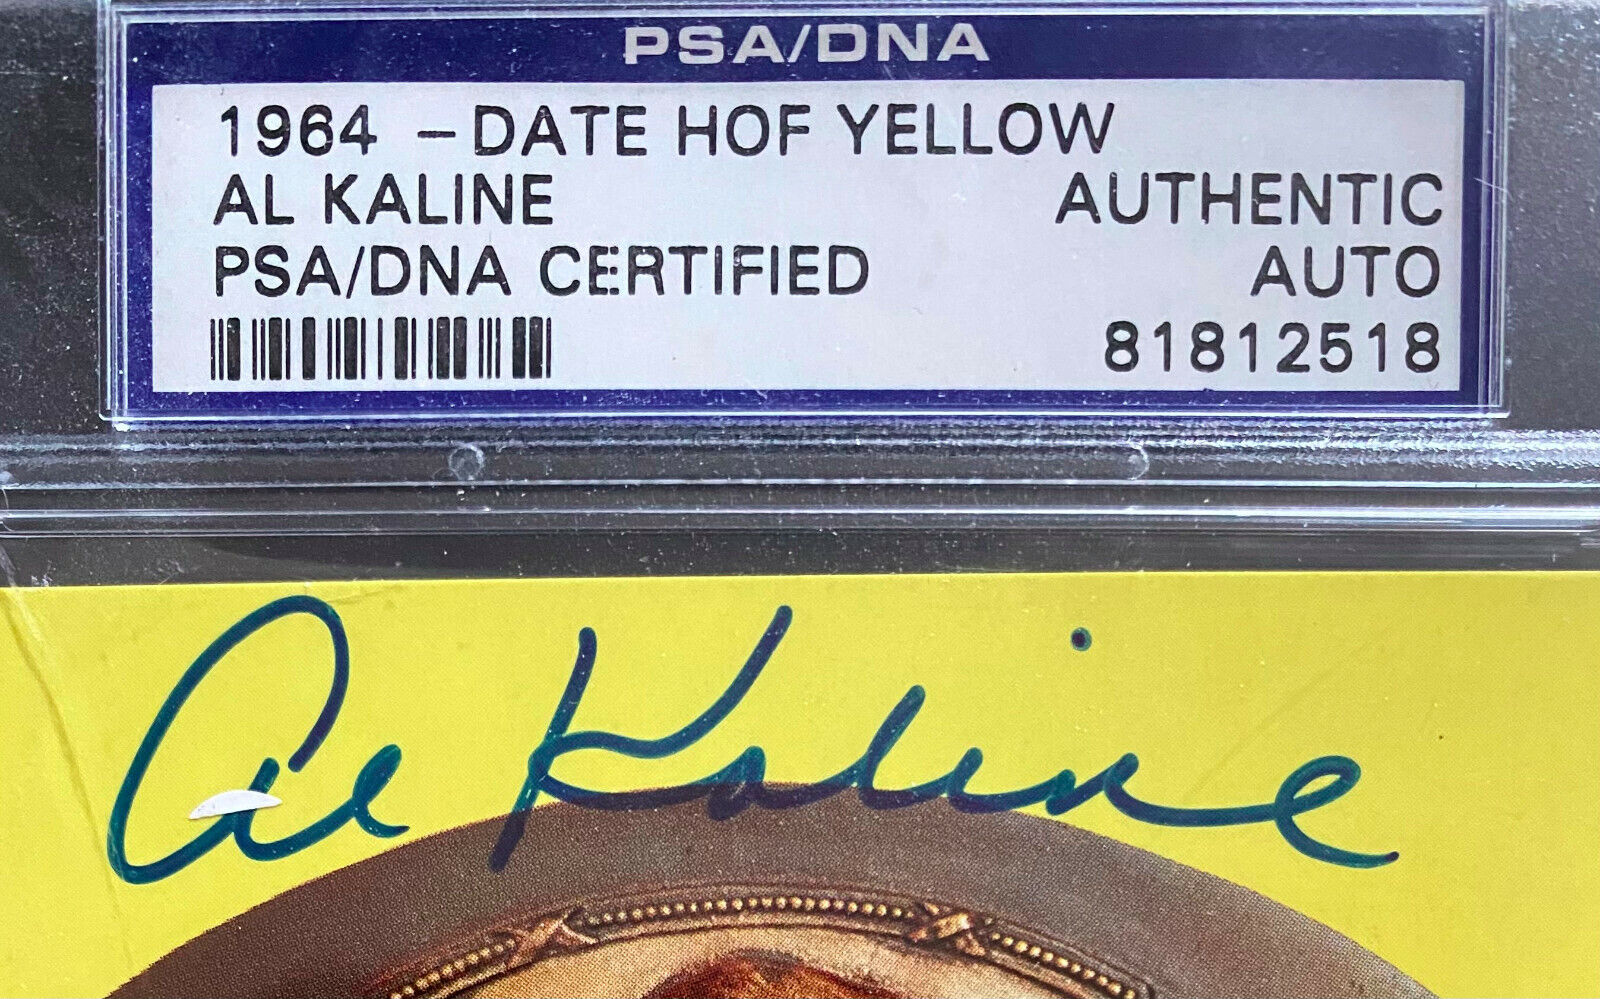 PSA/DNA
1964 - DATE HOF YELLOW
AL KALINE AUTHENTIC
PSA/DNA CERTIFIED AUTO
81812518
Al Kaline